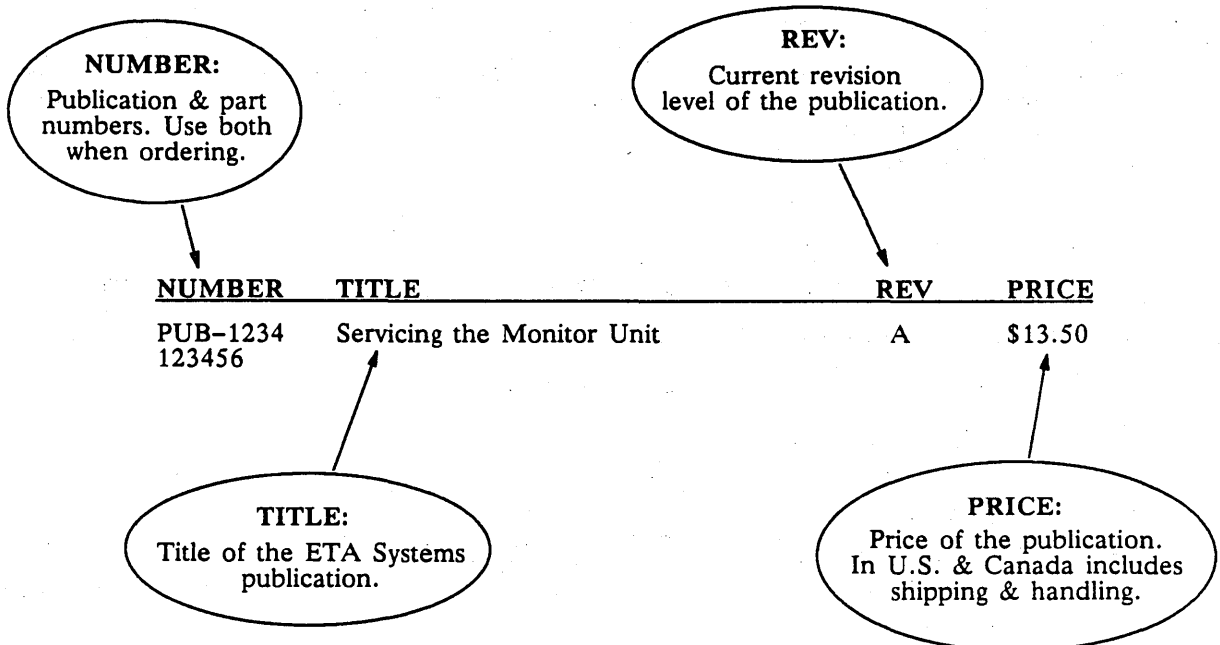 NUMBER:
Publication & part
numbers. Use both
when ordering.
REV:
Current revision
level of the publication.
NUMBER TITLE REV PRICE
PUB-1234 Servicing the Monitor Unit A $13.50
123456
TITLE:
Title of the ETA Systems
publication.
PRICE:
Price of the publication.
In U.S. & Canada includes
shipping & handling.